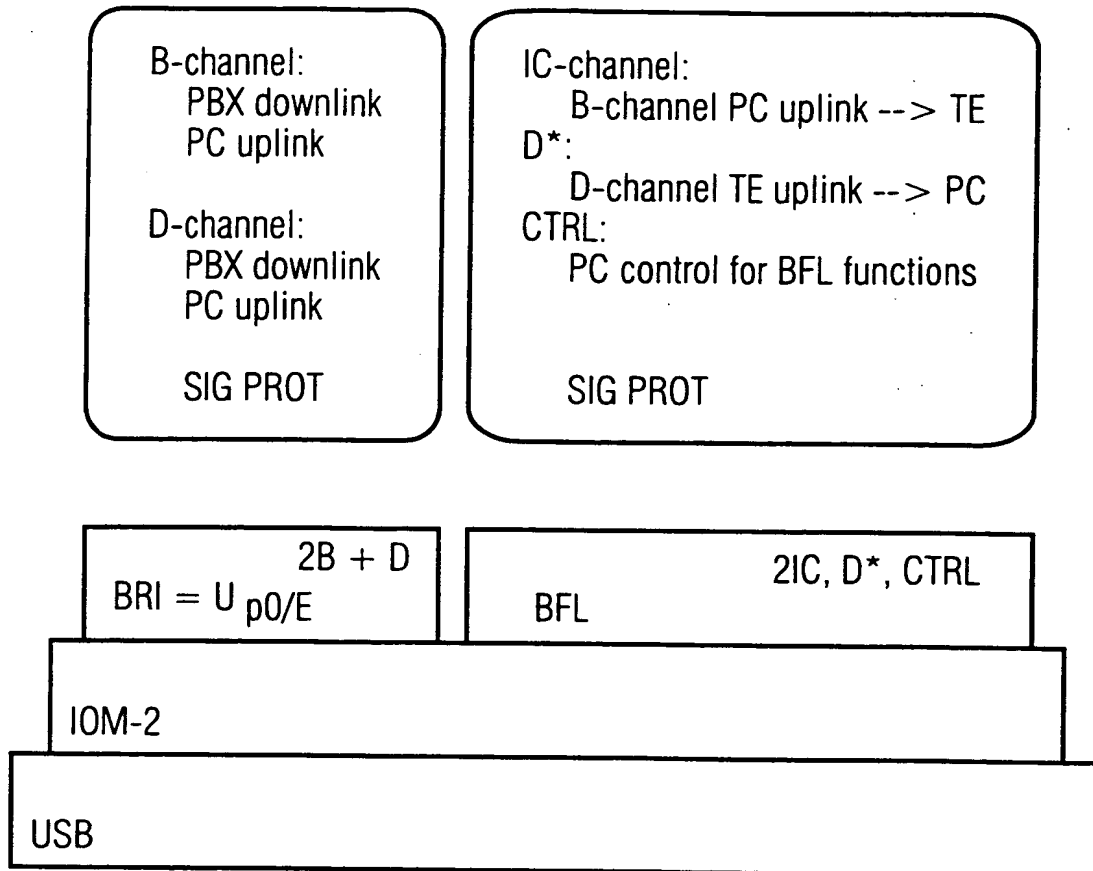 B-channel:
PBX downlink
PC uplink
D-channel:
PBX downlink
PC uplink
SIG PROT
IC-channel:
B-channel PC uplink --> TE
D*:
D-channel TE uplink --> PC
CTRL:
PC control for BFL functions
SIG PROT
2B + D
BRI = U p0/E
2IC, D*, CTRL
BFL
IOM-2
USB